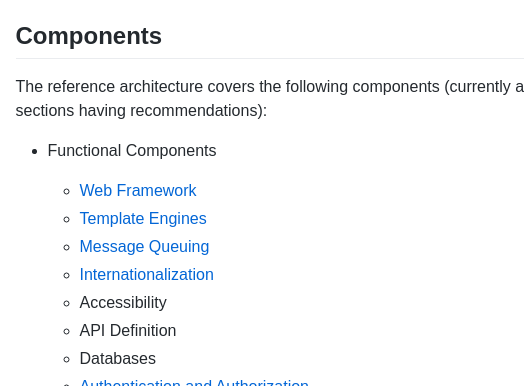 Components
The reference architecture covers the following components (currently a
sections having recommendations):
Functional Components
Web Framework
Template Engines
Message Queuing
Internationalization
Accessibility
API Definition
Databases
Authentication and Authorization